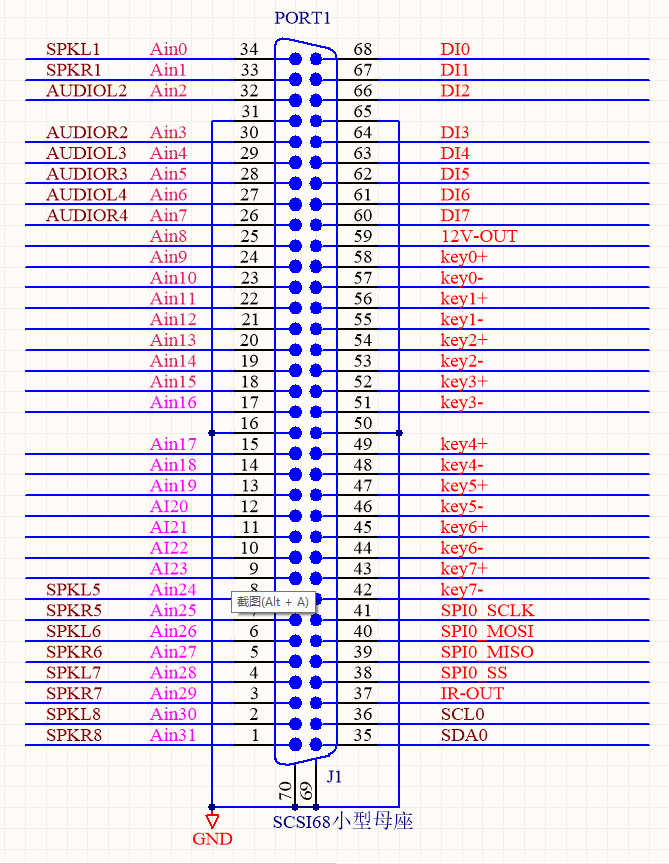 PORT1
SPKL1 Ain0 34 68 DI0
SPKR1 Ain1 33 67 DI1
AUDIOL2 Ain2 32 66 DI2
31 65
AUDIOR2 Ain3 30 64 DI3
AUDIOL3 Ain4 29 63 DI4
AUDIOR3 Ain5 28 62 DI5
AUDIOL4 Ain6 27 61 DI6
AUDIOR4 Ain7 26 60 DI7
Ain8 25 59 12V-OUT
Ain9 24 58 key0+
Ain10 23 57 key0-
Ain11 22 56 key1+
Ain12 21 55 key1-
Ain13 20 54 key2+
Ain14 19 53 key2-
Ain15 18 52 key3+
Ain16 17 51 key3-
16 50
Ain17 15 49 key4+
Ain18 14 48 key4-
Ain19 13 47 key5+
AI20 12 46 key5-
AI21 11 45 key6+
AI22 10 44 key6-
AI23 9 43 key7+
SPKL5 Ain24 8 42 key7-
截图(Alt + A)
SPKR5 Ain25 41 SPI0_SCLK
SPKL6 Ain26 6 40 SPI0_MOSI
SPKR6 Ain27 5 39 SPI0_MISO
SPKL7 Ain28 4 38 SPI0_SS
SPKR7 Ain29 3 37 IR-OUT
SPKL8 Ain30 2 36 SCL0
SPKR8 Ain31 1 35 SDA0
70 69 J1
SCSI68小型母座
GND